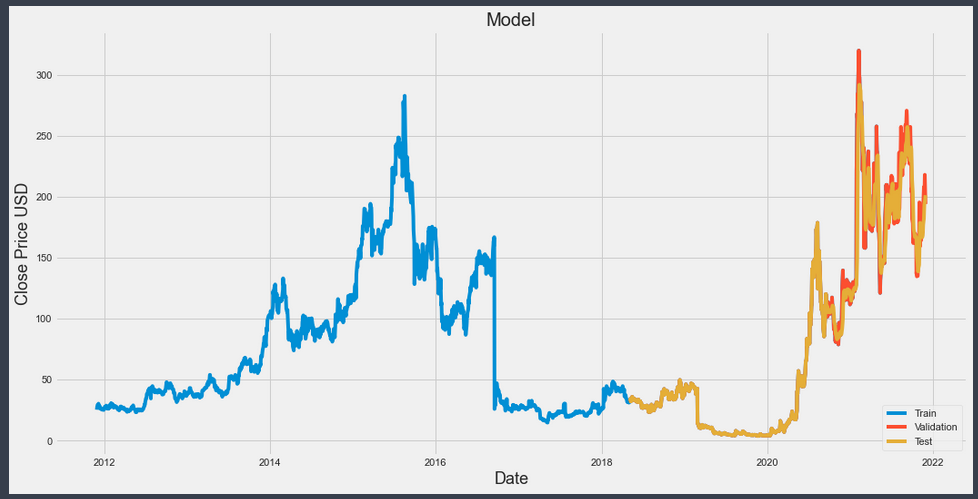 Model
Close Price USD
300
250
200
150
100
50
0
2012 2014 2016 2018 2020 2022
Date
Train
Validation
Test